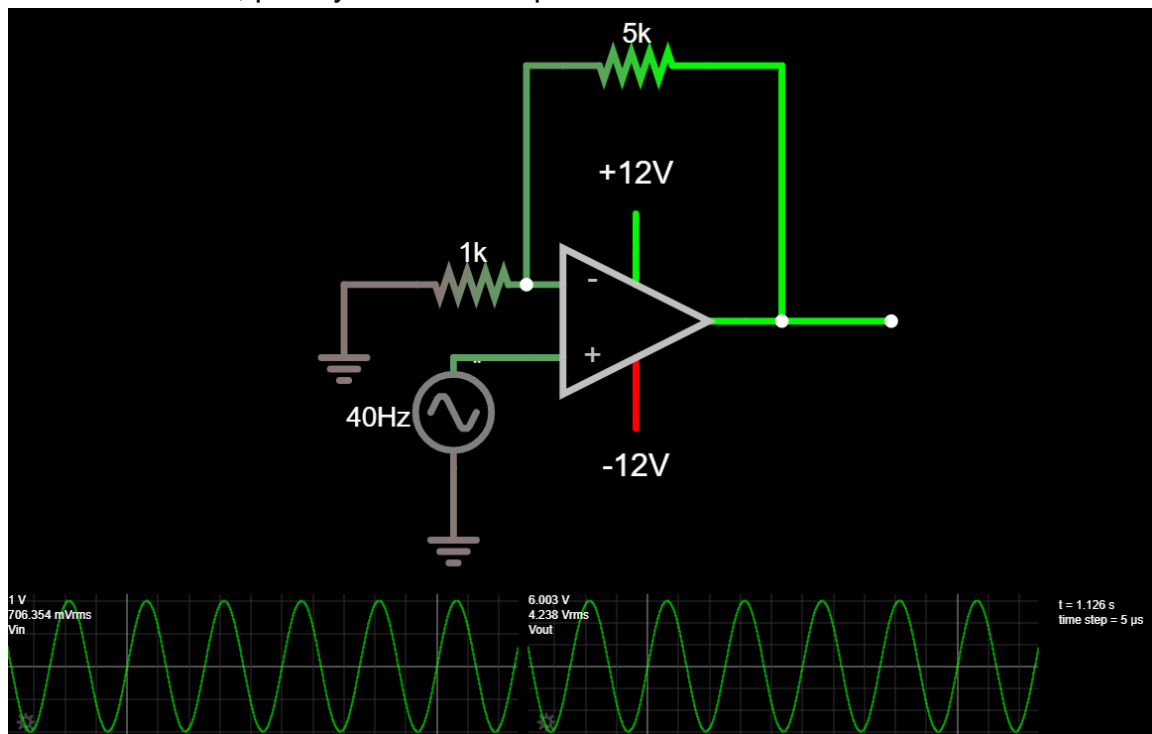 5k
+12V
1k
-
+
40Hz
-12V
1 V
706.354 mVrms
Vin
6.003 V
4.238 Vrms
Vout
t = 1.126 s
time step = 5 µs